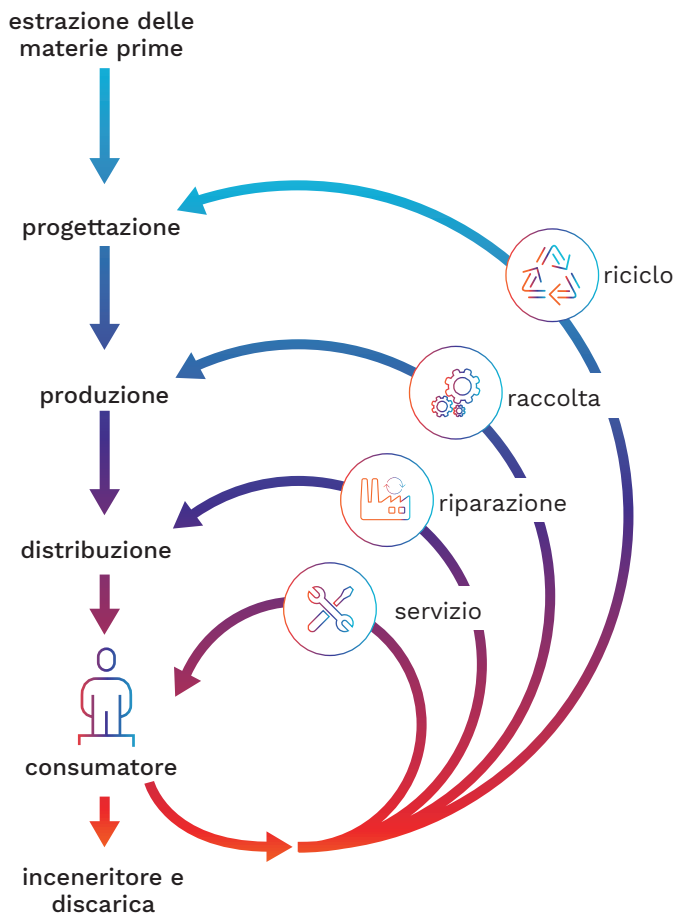 estrazione delle
materie prime
progettazione
riciclo
produzione
raccolta
riparazione
distribuzione
servizio
consumatore
inceneritore e
discarica